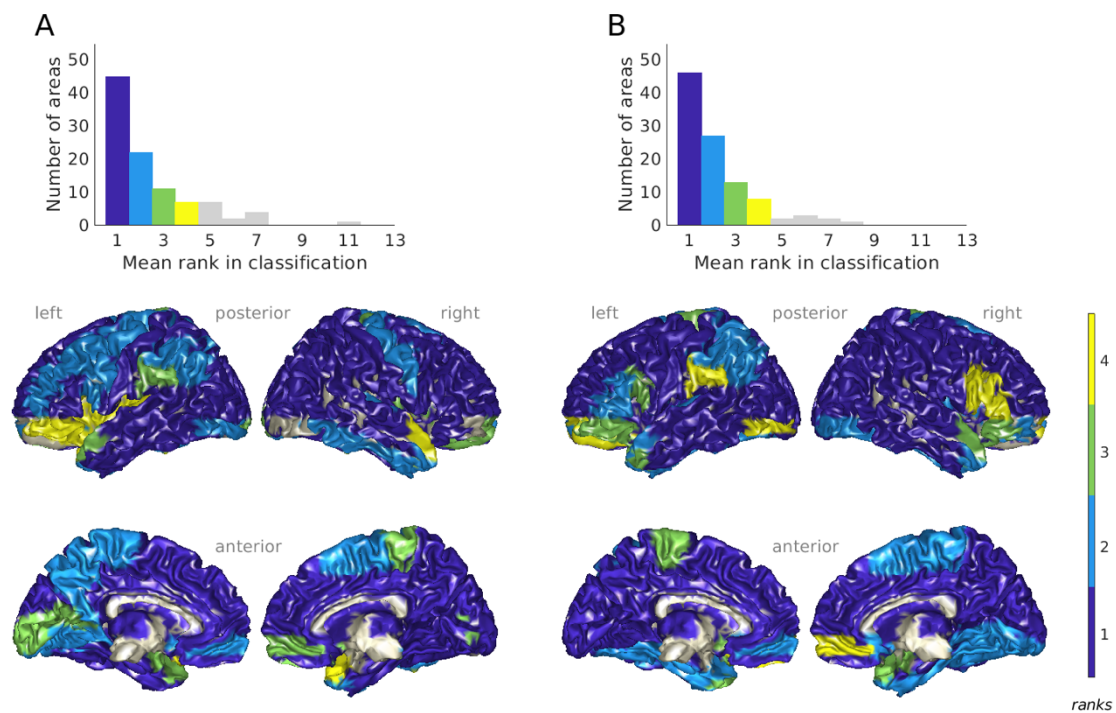 A
50
40
30
20
10
0
Number of areas
1 3 5 7 9 11 13
Mean rank in classification
B
50
40
30
20
10
0
Number of areas
1 3 5 7 9 11 13
Mean rank in classification
left posterior right
left posterior right
anterior
anterior
4
3
2
1
ranks